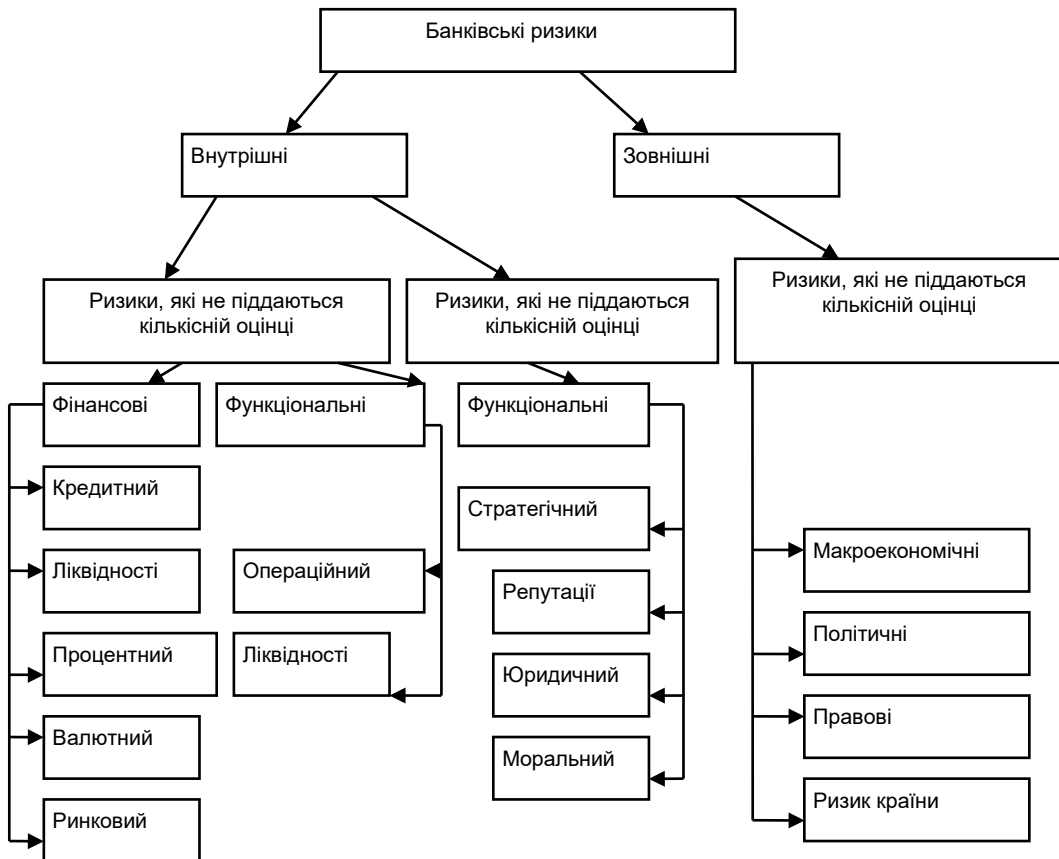 Банківські ризики
Внутрішні
Зовнішні
Ризики, які не піддаються
кількісній оцінці
Ризики, які не піддаються
кількісній оцінці
Ризики, які не піддаються
кількісній оцінці
Фінансові
Функціональні
Функціональні
Кредитний
Ліквідності
Процентний
Валютний
Ринковий
Операційний
Ліквідності
Стратегічний
Репутації
Юридичний
Моральний
Макроекономічні
Політичні
Правові
Ризик країни